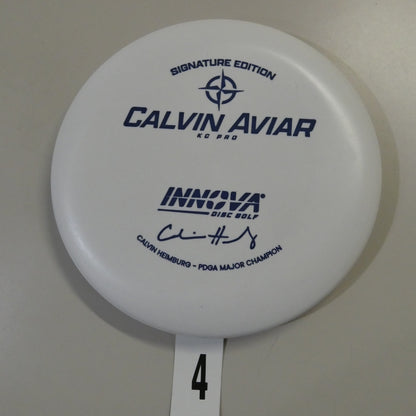 SIGNATURE EDITION
CALVIN AVIAR
KC PRO
INNOVA
DISC GOLF
CALVIN HEIMBURG - PDGA MAJOR CHAMPION
4